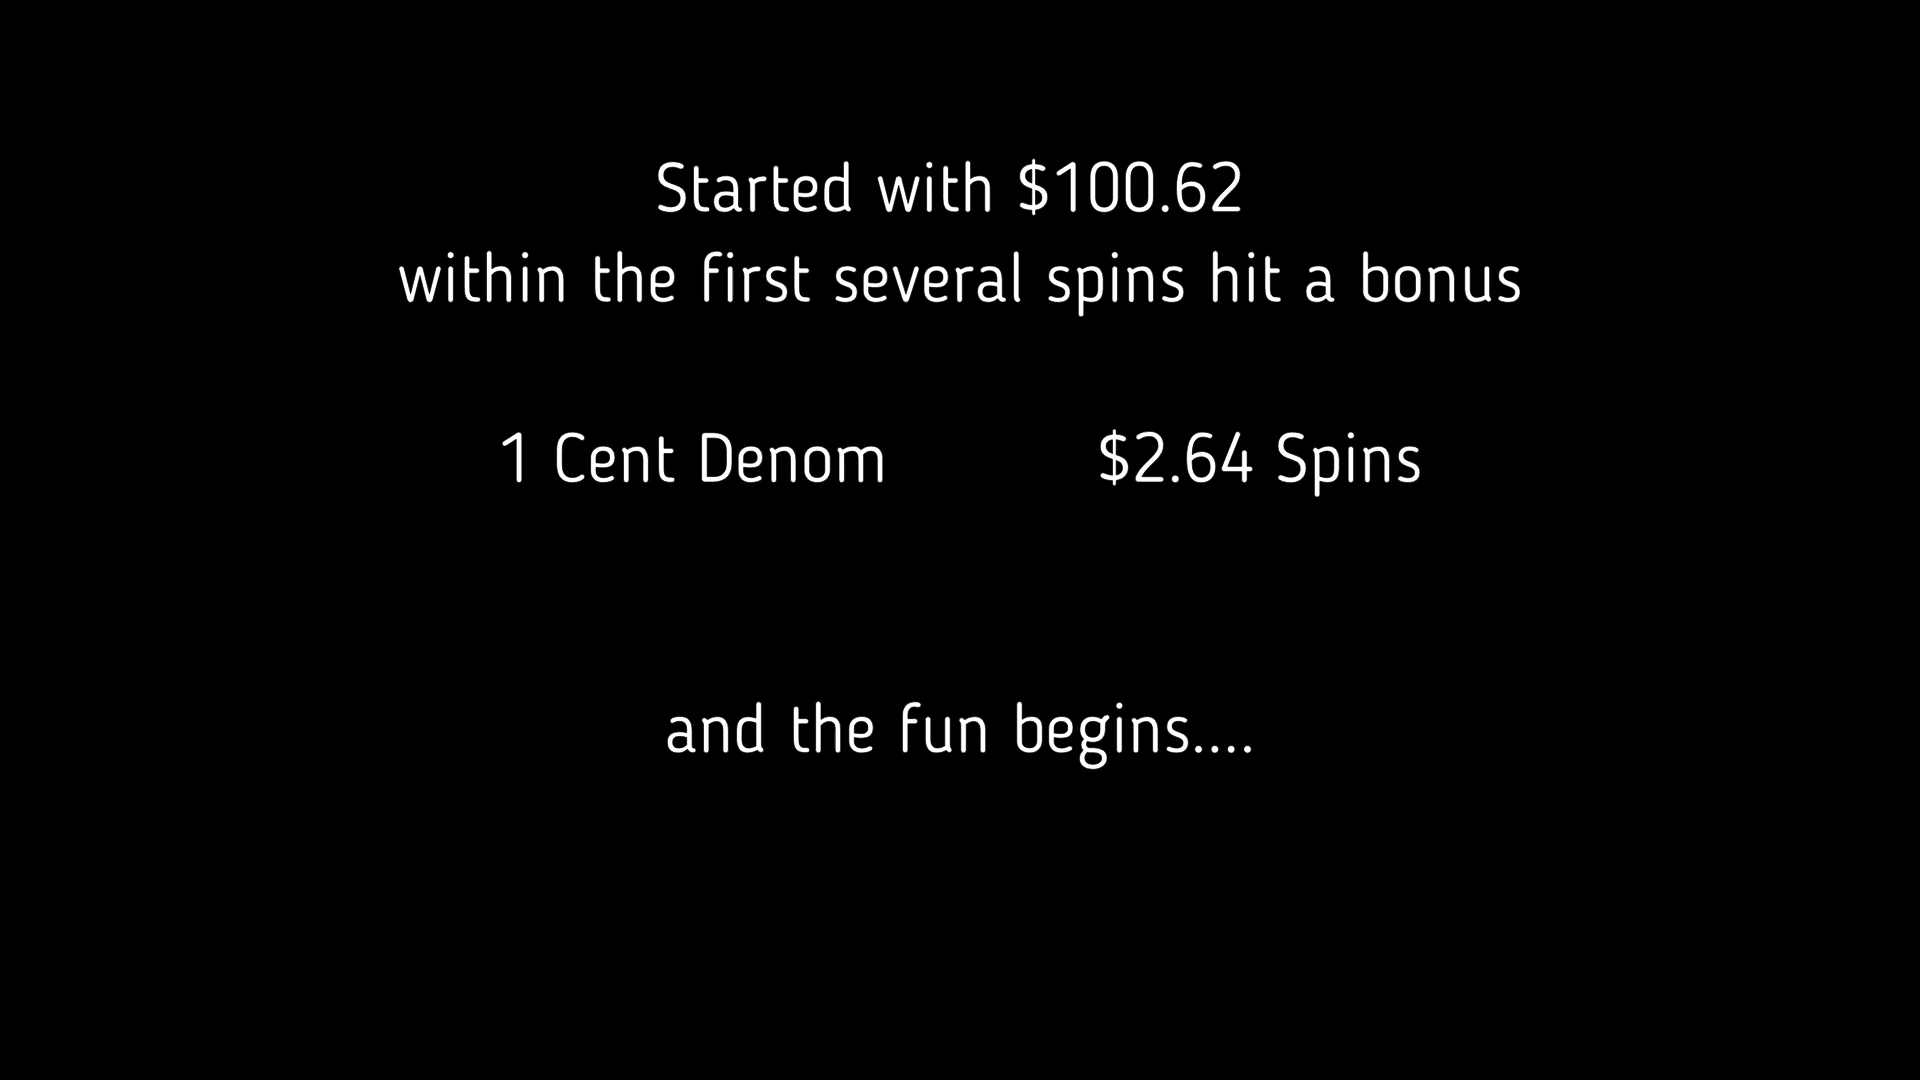 Started with $100.62
within the first several spins hit a bonus
1 Cent Denom $2.64 Spins
and the fun begins....